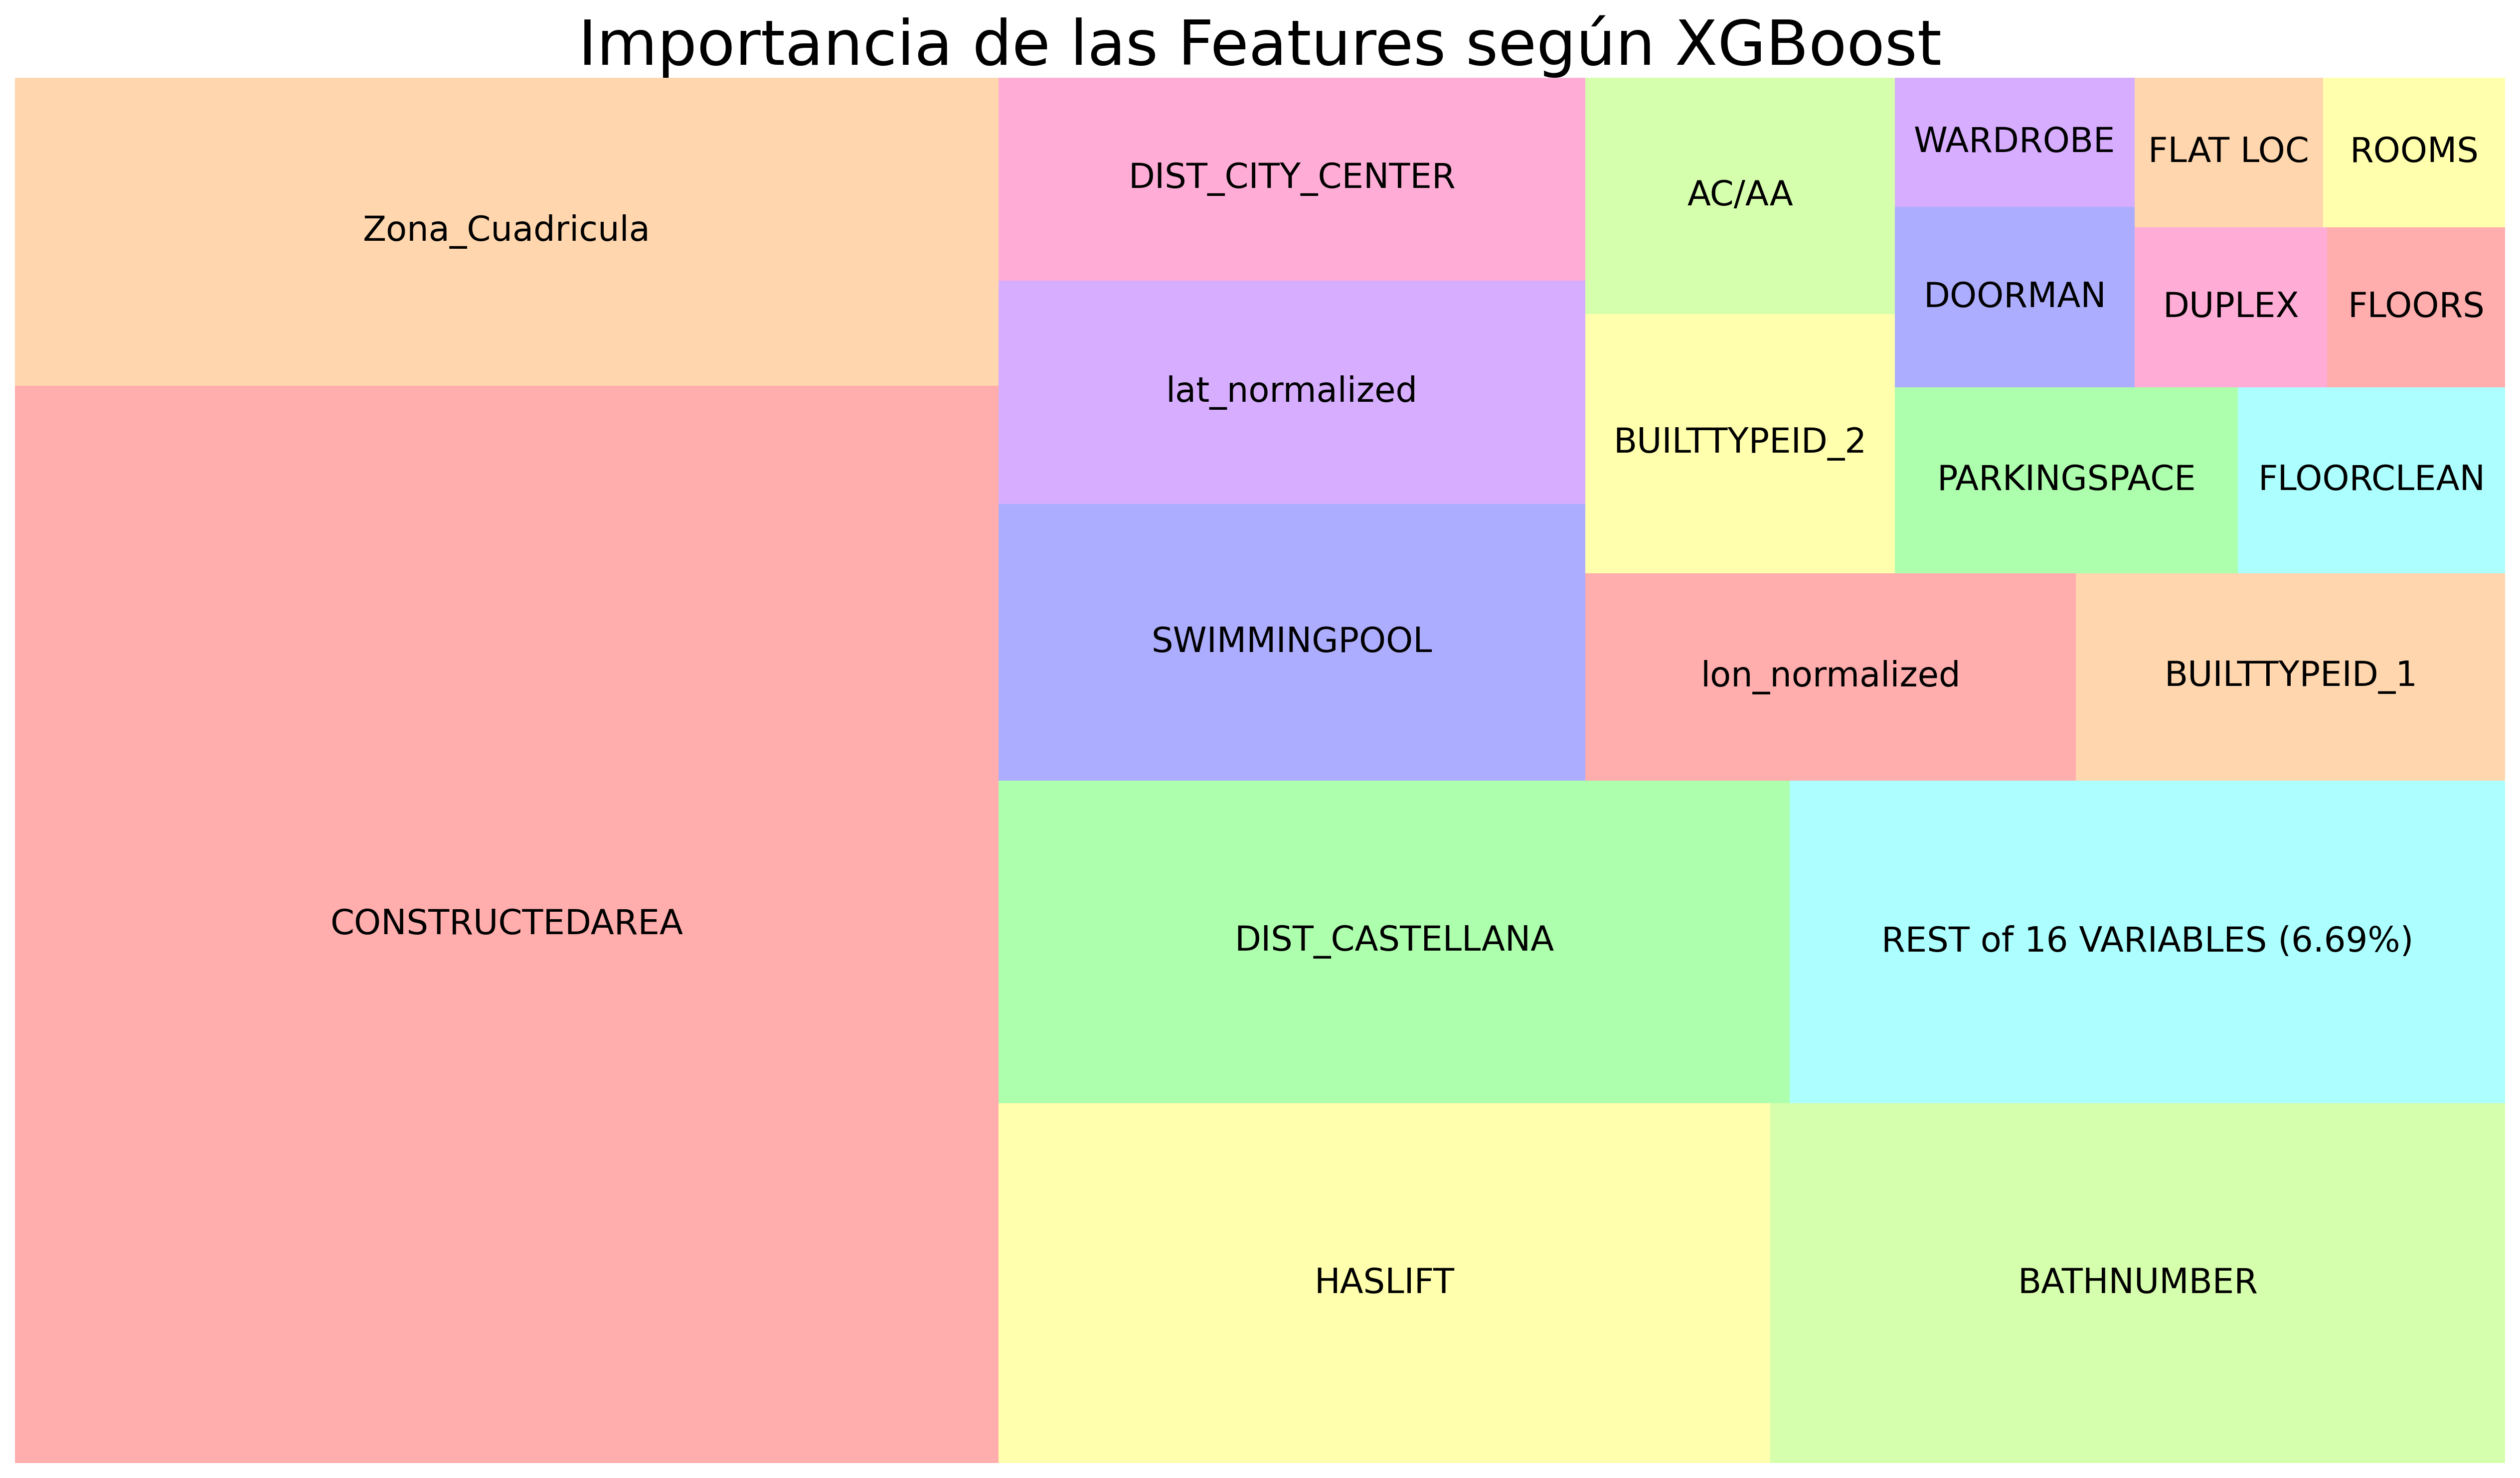 Importancia de las Features según XGBoost
Zona_Cuadricula
CONSTRUCTEDAREA
DIST_CITY_CENTER
lat_normalized
SWIMMINGPOOL
AC/AA
BUILTTYPEID_2
WARDROBE
DOORMAN
FLAT LOC
ROOMS
DUPLEX
FLOORS
PARKINGSPACE
FLOORCLEAN
lon_normalized
BUILTTYPEID_1
DIST_CASTELLANA
REST of 16 VARIABLES (6.69%)
HASLIFT
BATHNUMBER